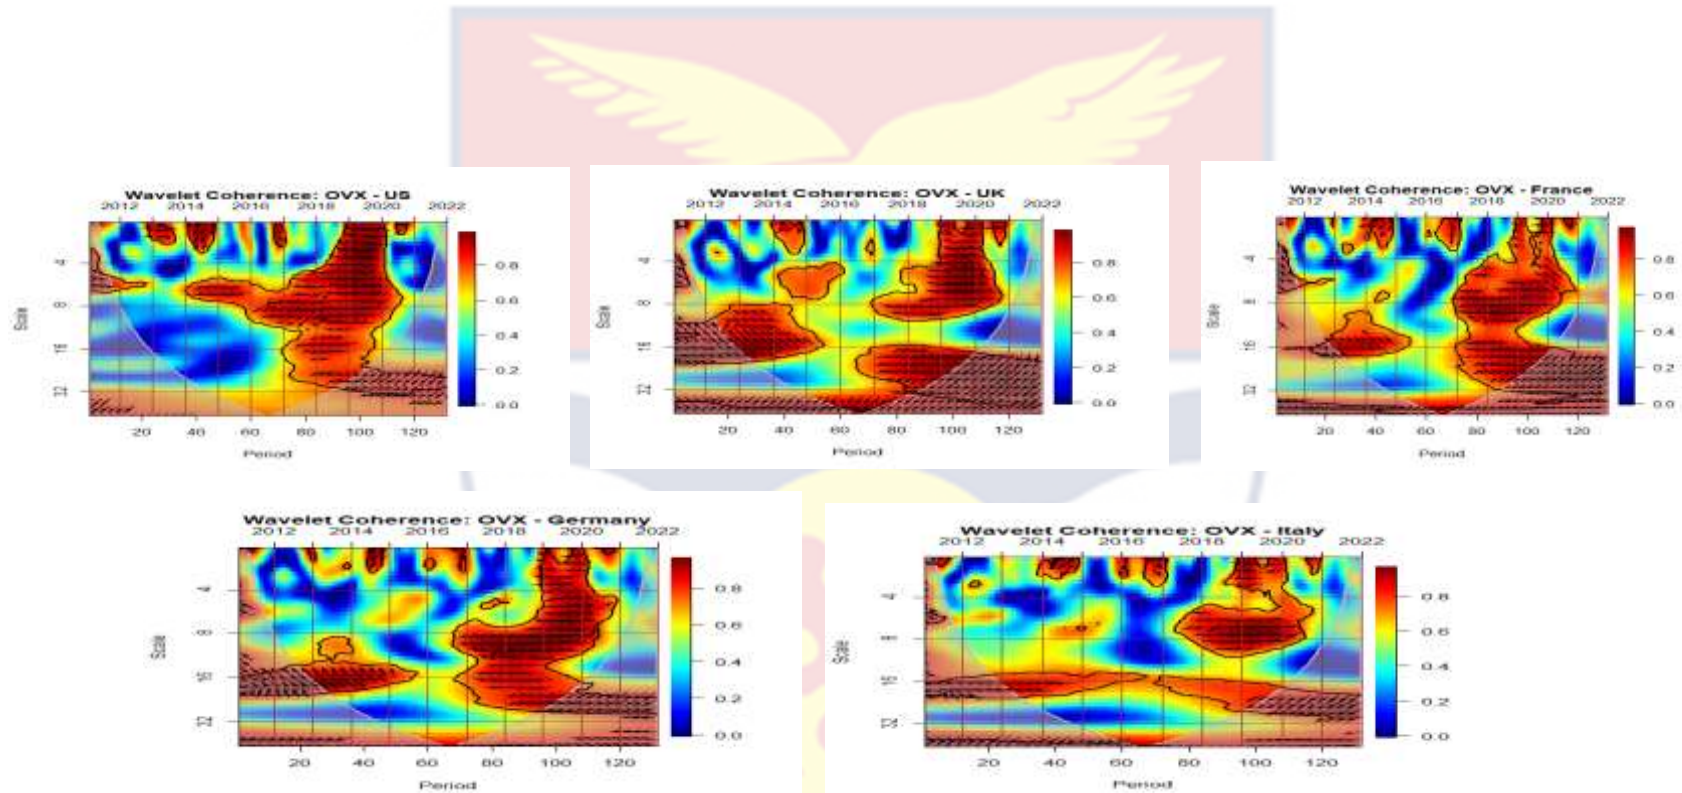 Wavelet Coherence: OVX - US
2012 2014 2016 2018 2020 2022
Scale
4
8
16
32
0.8
0.6
0.4
0.2
0.0
20 40 60 80 100 120
Period
Wavelet Coherence: OVX - UK
2012 2014 2016 2018 2020 2022
Scale
4
8
16
32
0.8
0.6
0.4
0.2
0.0
20 40 60 80 100 120
Period
Wavelet Coherence: OVX - France
2012 2014 2016 2018 2020 2022
Scale
4
8
16
32
0.8
0.6
0.4
0.2
0.0
20 40 60 80 100 120
Period
Wavelet Coherence: OVX - Germany
2012 2014 2016 2018 2020 2022
Scale
4
8
16
32
0.8
0.6
0.4
0.2
0.0
20 40 60 80 100 120
Period
Wavelet Coherence: OVX - Italy
2012 2014 2016 2018 2020 2022
Scale
4
8
16
32
0.8
0.6
0.4
0.2
0.0
20 40 60 80 100 120
Period